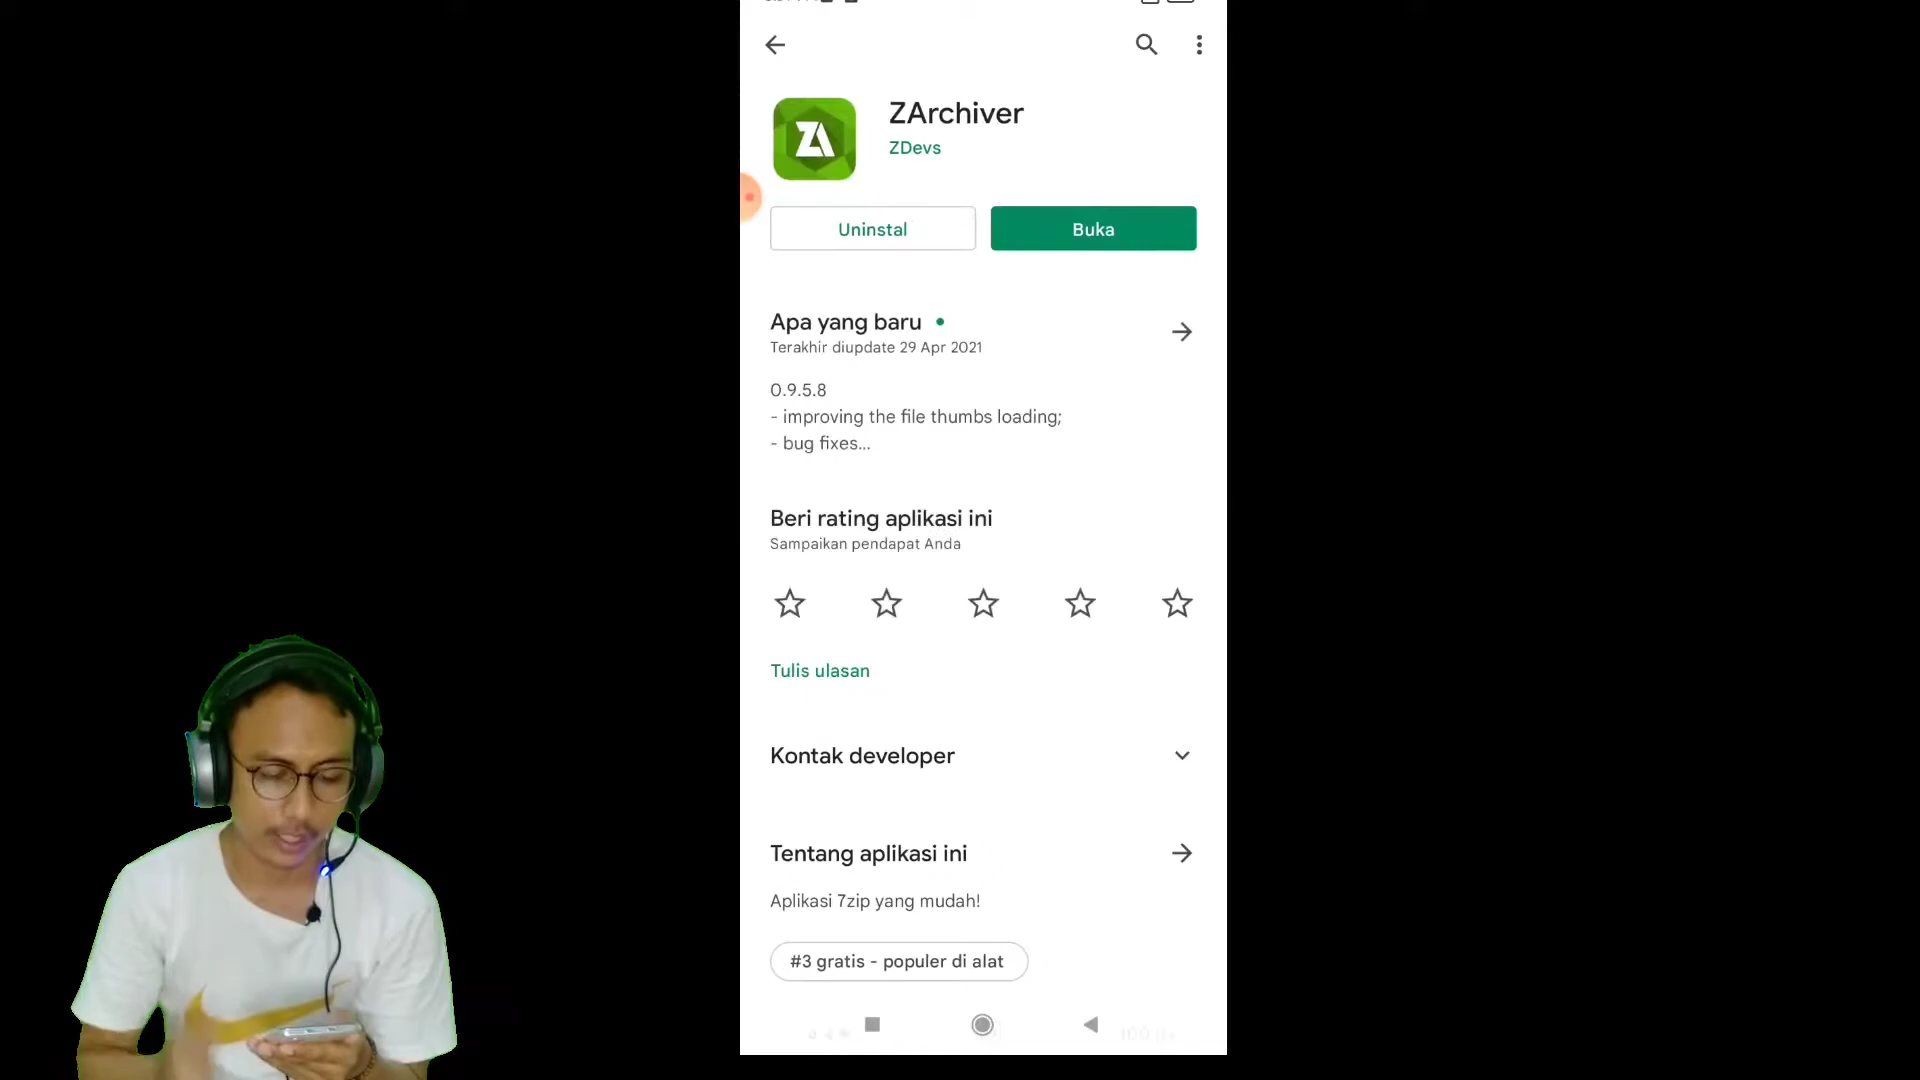 ZArchiver
ZDevs
Uninstal
Buka
Apa yang baru
Terakhir diupdate 29 Apr 2021
0.9.5.8
- improving the file thumbs loading;
- bug fixes...
Beri rating aplikasi ini
Sampaikan pendapat Anda
Tulis ulasan
Kontak developer
Tentang aplikasi ini
Aplikasi 7zip yang mudah!
#3 gratis - populer di alat